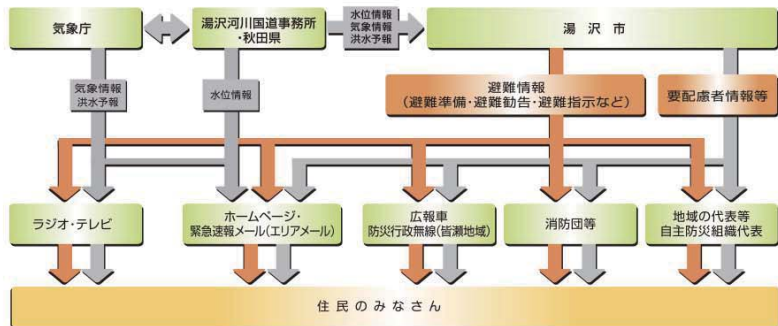 気象庁
湯沢河川国道事務所
・秋田県
水位情報
気象情報
洪水予報
湯沢市
気象情報
洪水予報
水位情報
避難情報
(避難準備・避難勧告・避難指示など)
要配慮者情報等
ラジオ・テレビ
ホームページ・
緊急速報メール(エリアメール)
広報車
防災行政無線(皆瀬地域)
消防団等
地域の代表等
自主防災組織代表
住民のみなさん